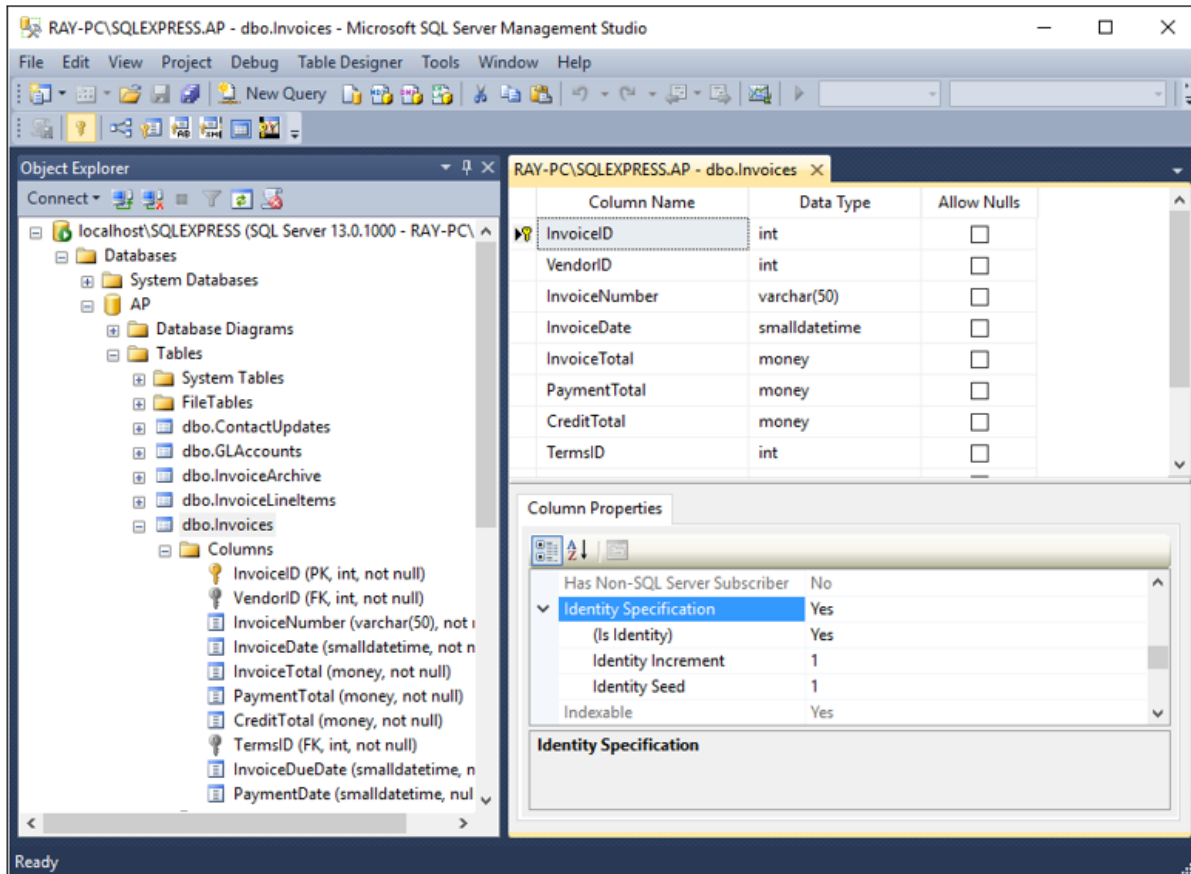 RAY-PC\SQLEXPRESS.AP - dbo.Invoices - Microsoft SQL Server Management Studio
File Edit View Project Debug Table Designer Tools Window Help
New Query
Object Explorer
Connect
localhost\SQLEXPRESS (SQL Server 13.0.1000 - RAY-PC\
Databases
System Databases
AP
Database Diagrams
Tables
System Tables
FileTables
dbo.ContactUpdates
dbo.GLAccounts
dbo.InvoiceArchive
dbo.InvoiceLineItems
dbo.Invoices
Columns
InvoiceID (PK, int, not null)
VendorID (FK, int, not null)
InvoiceNumber (varchar(50), not
InvoiceDate (smalldatetime, not n
InvoiceTotal (money, not null)
PaymentTotal (money, not null)
CreditTotal (money, not null)
TermsID (FK, int, not null)
InvoiceDueDate (smalldatetime, n
PaymentDate (smalldatetime, nul
RAY-PC\SQLEXPRESS.AP - dbo.Invoices
Column Name Data Type Allow Nulls
InvoiceID int
VendorID int
InvoiceNumber varchar(50)
InvoiceDate smalldatetime
InvoiceTotal money
PaymentTotal money
CreditTotal money
TermsID int
Column Properties
Has Non-SQL Server Subscriber No
Identity Specification Yes
(Is Identity) Yes
Identity Increment 1
Identity Seed 1
Indexable Yes
Identity Specification
Ready